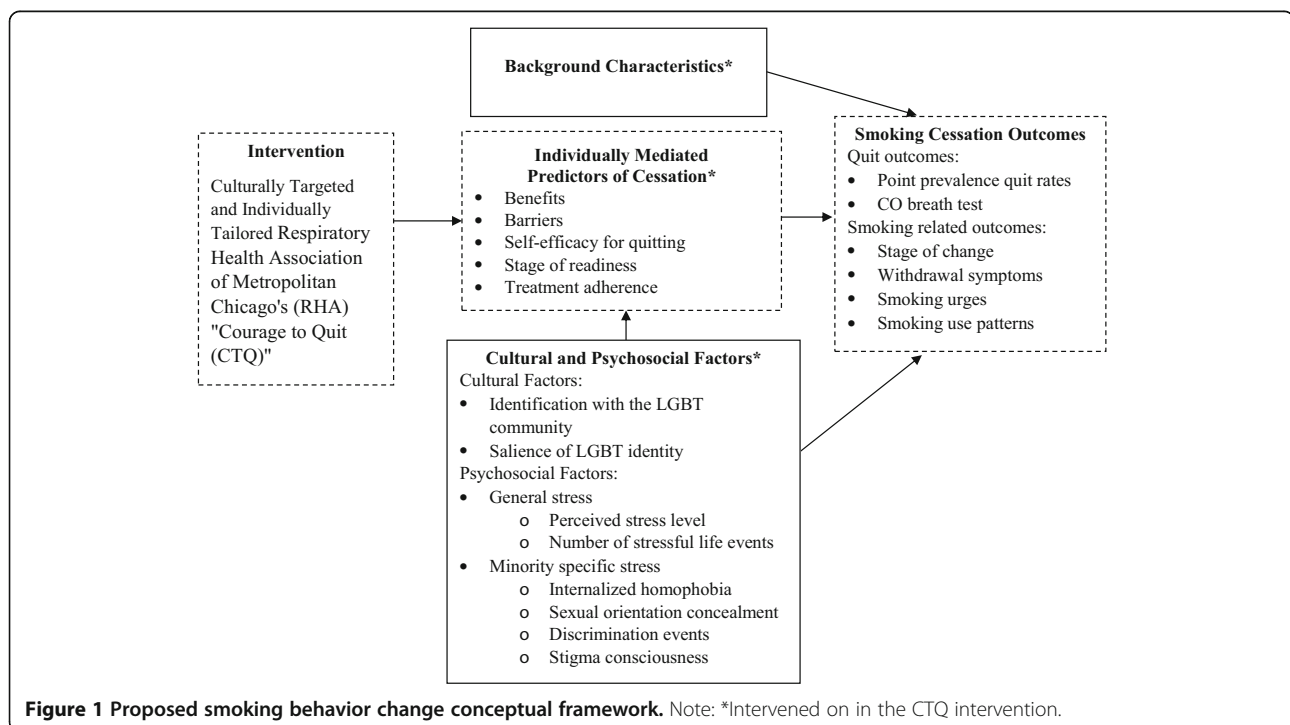 Background Characteristics*
Intervention
Culturally Targeted
and Individually
Tailored Respiratory
Health Association
of Metropolitan
Chicago's (RHA)
"Courage to Quit
(CTQ)"
Individually Mediated
Predictors of Cessation*
• Benefits
• Barriers
• Self-efficacy for quitting
• Stage of readiness
• Treatment adherence
Smoking Cessation Outcomes
Quit outcomes:
• Point prevalence quit rates
• CO breath test
Smoking related outcomes:
• Stage of change
• Withdrawal symptoms
• Smoking urges
• Smoking use patterns
Cultural and Psychosocial Factors*
Cultural Factors:
• Identification with the LGBT
community
• Salience of LGBT identity
Psychosocial Factors:
• General stress
o Perceived stress level
o Number of stressful life events
• Minority specific stress
o Internalized homophobia
o Sexual orientation concealment
o Discrimination events
o Stigma consciousness
Figure 1 Proposed smoking behavior change conceptual framework. Note: *Intervened on in the CTQ intervention.